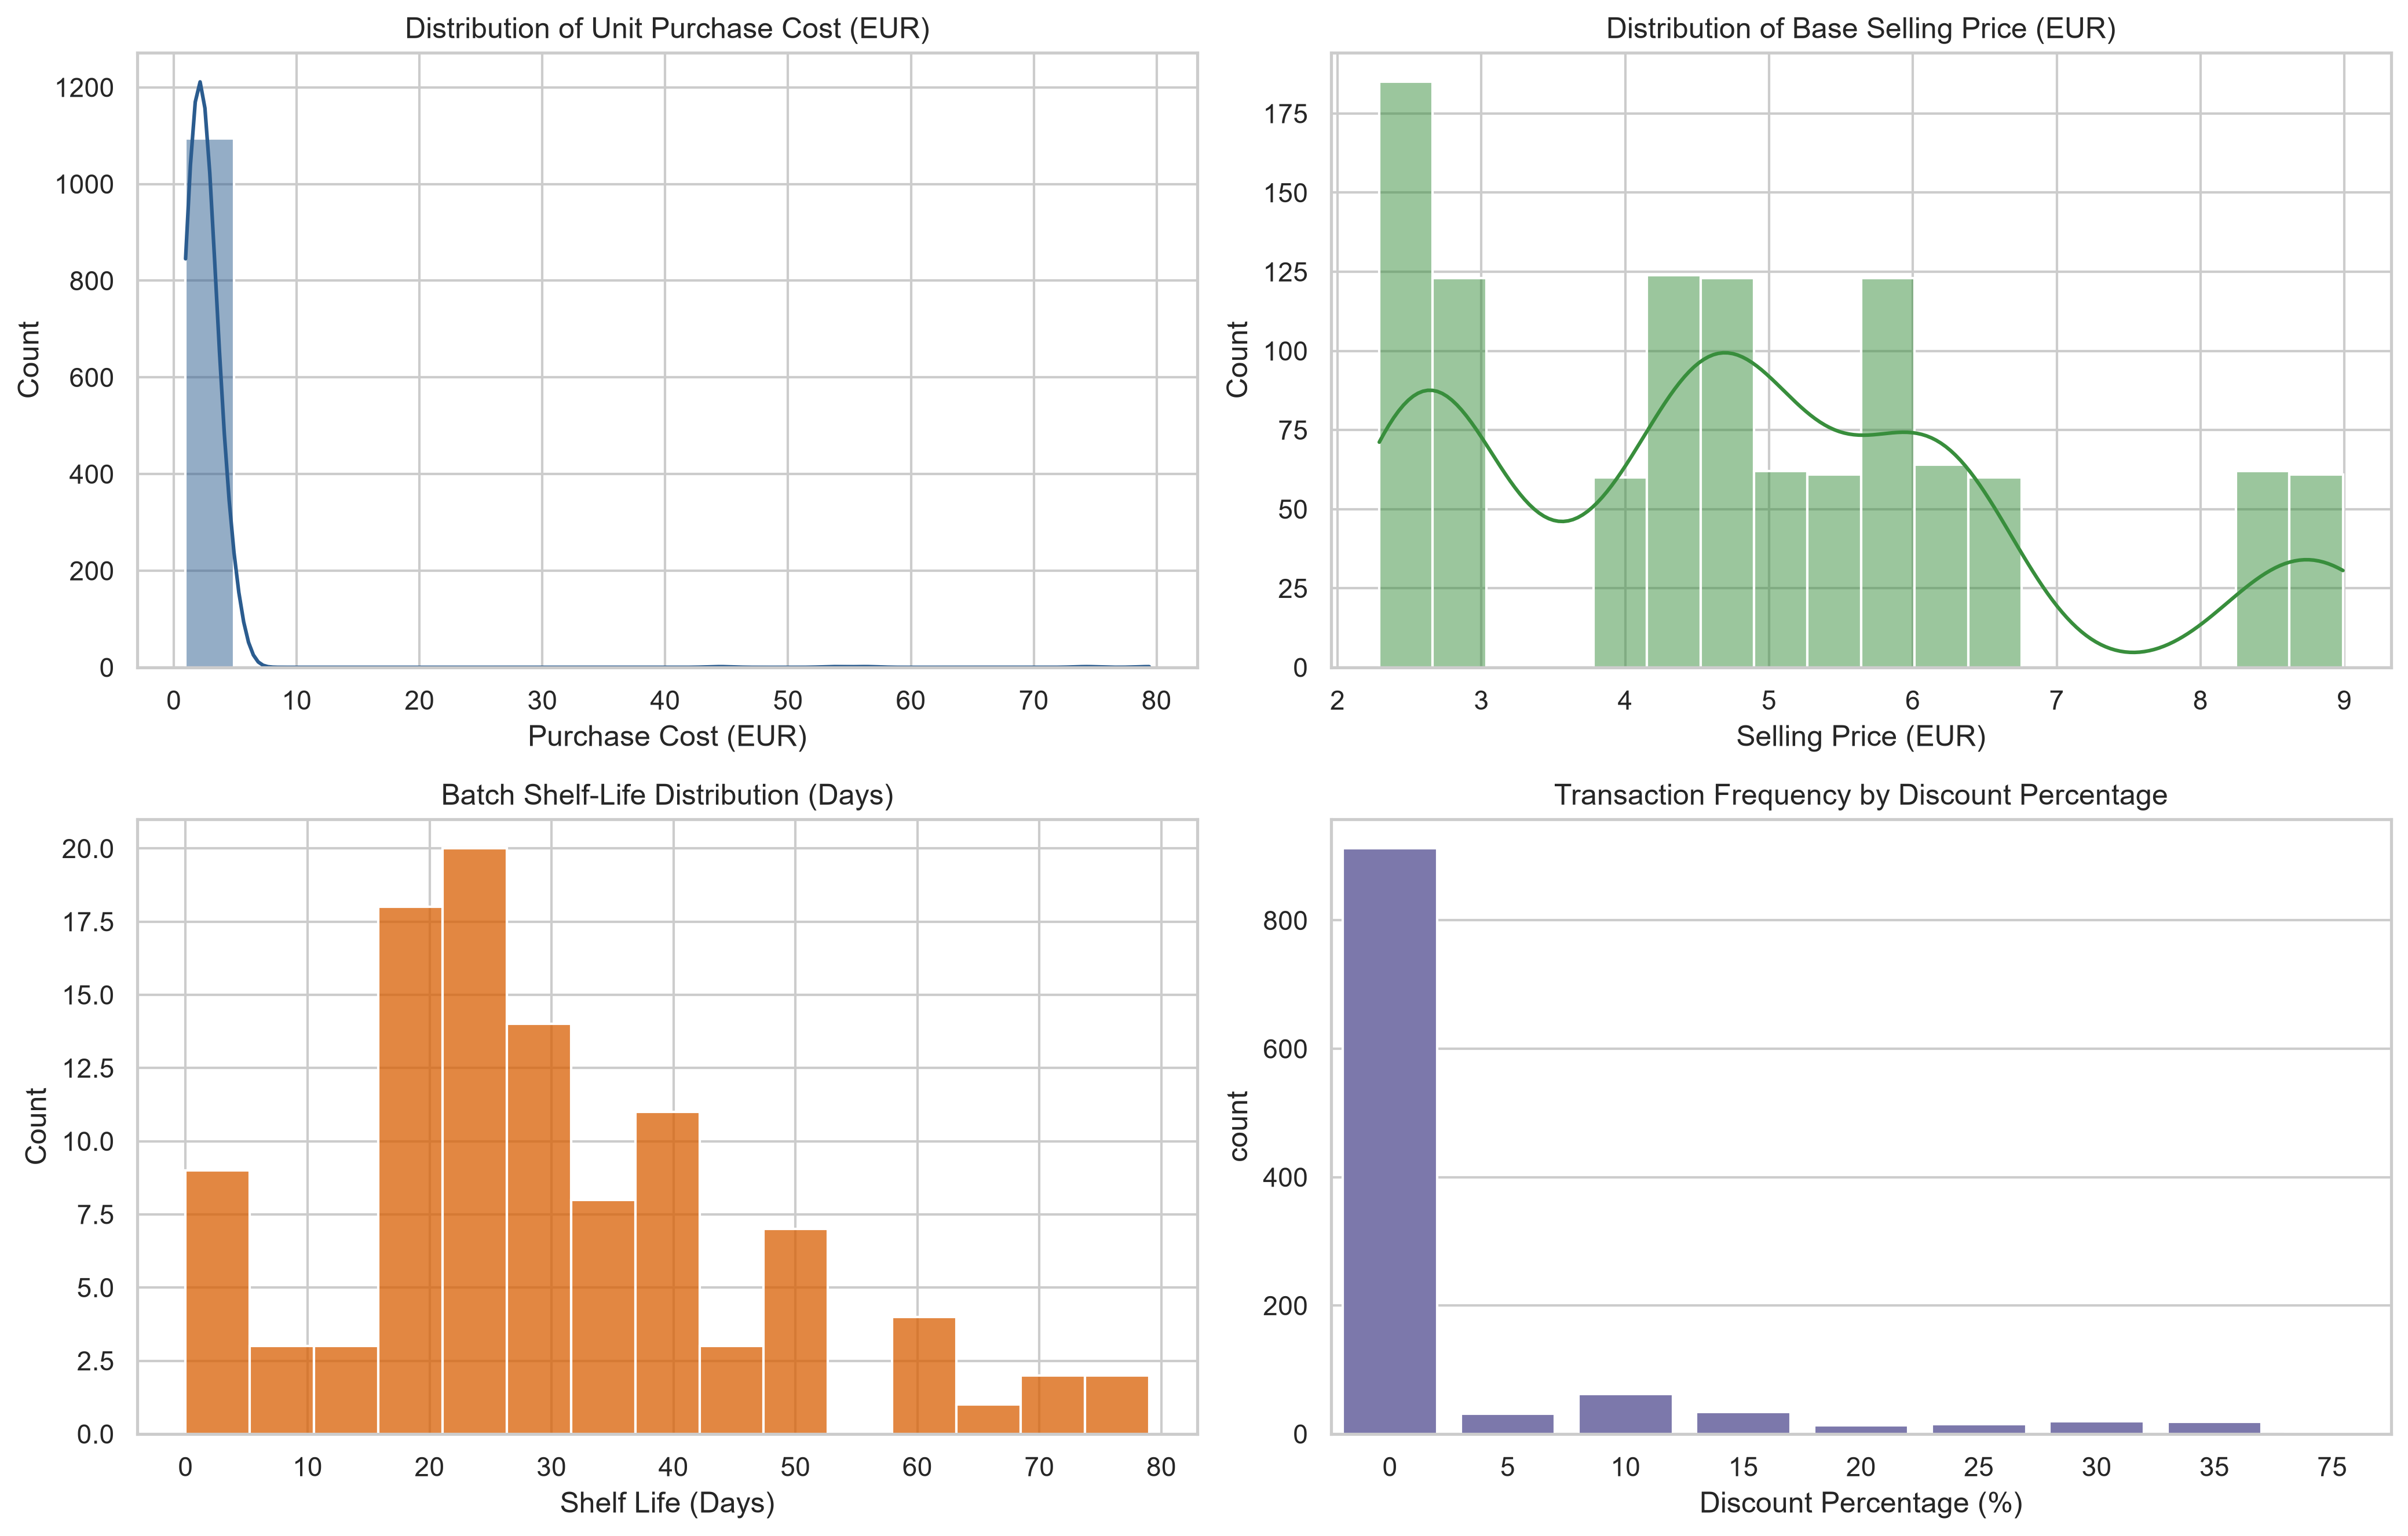 Distribution of Unit Purchase Cost (EUR)
1200
1000
800
600
400
200
0
Count
0 10 20 30 40 50 60 70 80
Purchase Cost (EUR)
Distribution of Base Selling Price (EUR)
175
150
125
100
75
50
25
0
Count
2 3 4 5 6 7 8 9
Selling Price (EUR)
Batch Shelf-Life Distribution (Days)
20.0
17.5
15.0
12.5
10.0
7.5
5.0
2.5
0.0
Count
0 10 20 30 40 50 60 70 80
Shelf Life (Days)
Transaction Frequency by Discount Percentage
800
600
400
200
0
count
0 5 10 15 20 25 30 35 75
Discount Percentage (%)